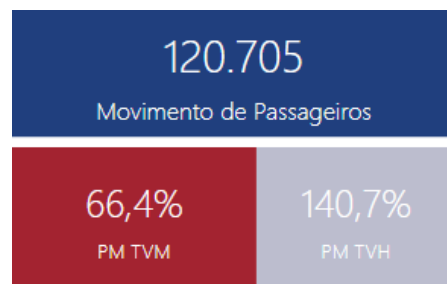 120.705
Movimento de Passageiros
66,4%
140,7%
PM TVM
PM TVH